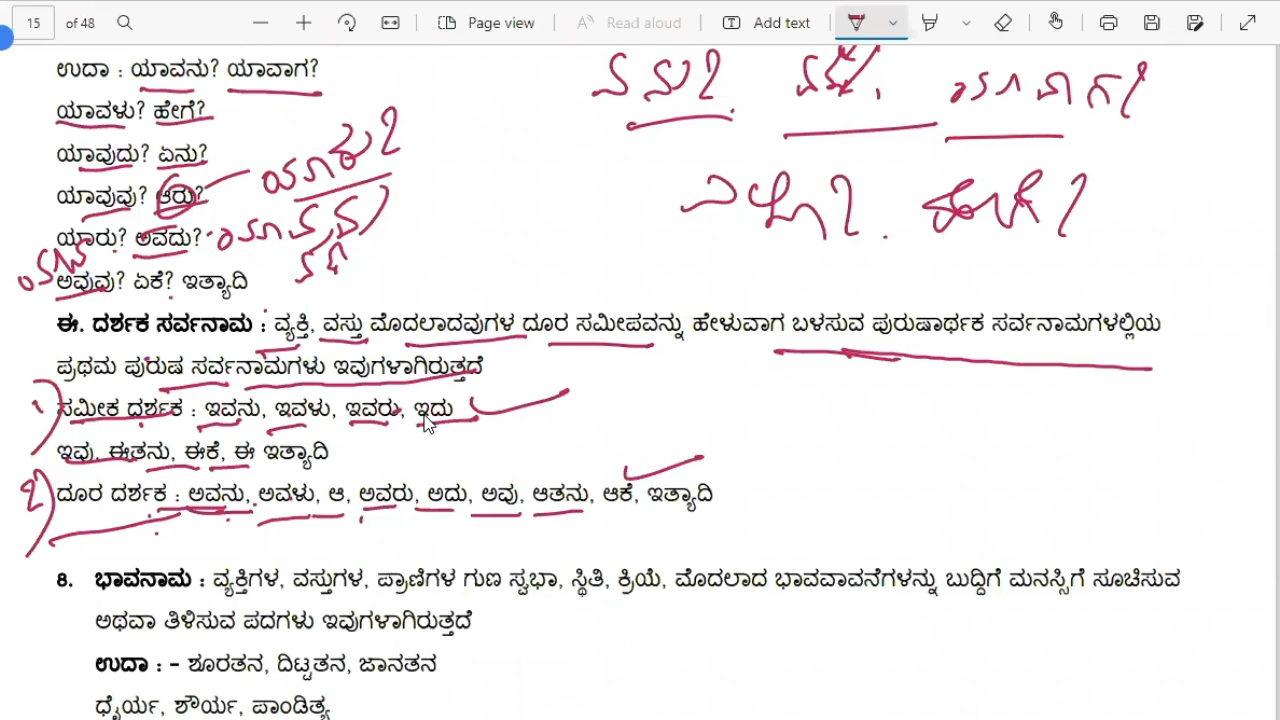 15 of 48 Page view Read aloud Add text
ಉದಾ : ಯಾವನು? ಯಾವಾಗ?
ಯಾವಳು? ಹೇಗೆ?
ಯಾವುದು? ಏನು?
ಯಾವುವು? ಆರು?
ಯಾರು? ಅವದು?
ಅವುವು? ಏಕೆ? ಇತ್ಯಾದಿ
ಯಾರು?
ಈ. ದರ್ಶಕ ಸರ್ವನಾಮ : ವ್ಯಕ್ತಿ, ವಸ್ತು ಮೊದಲಾದವುಗಳ ದೂರ ಸಮೀಪವನ್ನು ಹೇಳುವಾಗ ಬಳಸುವ ಪುರುಷಾರ್ಥಕ ಸರ್ವನಾಮಗಳಲ್ಲಿಯ
ಪ್ರಥಮ ಪುರುಷ ಸರ್ವನಾಮಗಳು ಇವುಗಳಾಗಿರುತ್ತದೆ
ಸಮೀಕ ದರ್ಶಕ : ಇವನು, ಇವಳು, ಇವರು, ಇದು
ಇವು, ಈತನು, ಈಕೆ, ಈ ಇತ್ಯಾದಿ
ದೂರ ದರ್ಶಕ : ಅವನು, ಅವಳು, ಆ, ಅವರು, ಅದು, ಅವು, ಆತನು, ಆಕೆ, ಇತ್ಯಾದಿ
8. ಭಾವನಾಮ : ವ್ಯಕ್ತಿಗಳ, ವಸ್ತುಗಳ, ಪ್ರಾಣಿಗಳ ಗುಣ ಸ್ವಭಾ, ಸ್ಥಿತಿ, ಕ್ರಿಯೆ, ಮೊದಲಾದ ಭಾವವಾವನೆಗಳನ್ನು ಬುದ್ಧಿಗೆ ಮನಸ್ಸಿಗೆ ಸೂಚಿಸುವ
ಅಥವಾ ತಿಳಿಸುವ ಪದಗಳು ಇವುಗಳಾಗಿರುತ್ತದೆ
ಉದಾ : - ಶೂರತನ, ದಿಟ್ಟತನ, ಜಾನತನ
ಧೈರ್ಯ, ಶೌರ್ಯ, ಪಾಂಡಿತ್ಯ